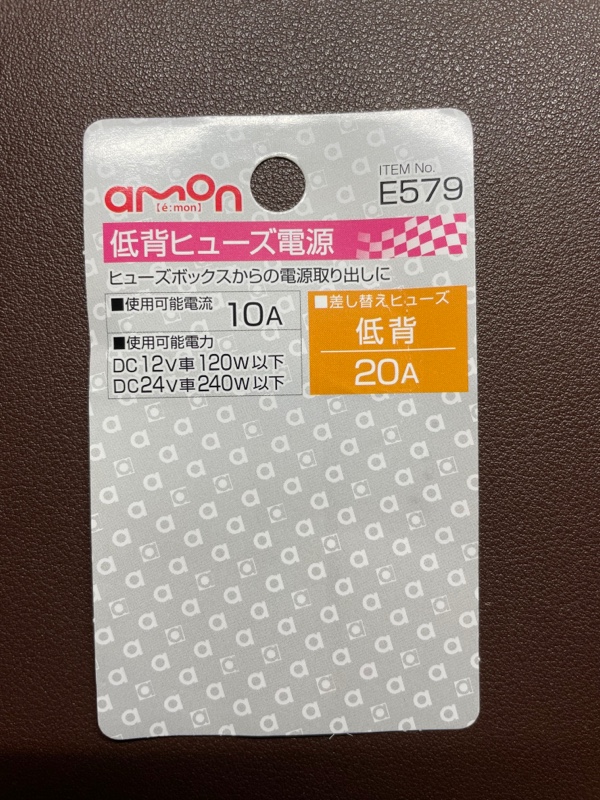 ITEM No.
amon
E579
【é:mon】
低背ヒューズ電源
ヒューズボックスからの電源取り出しに
■使用可能電流 10A
■使用可能電力
DC12V車 120W以下
DC24V車 240W以下
■差し替えヒューズ
低背
20A